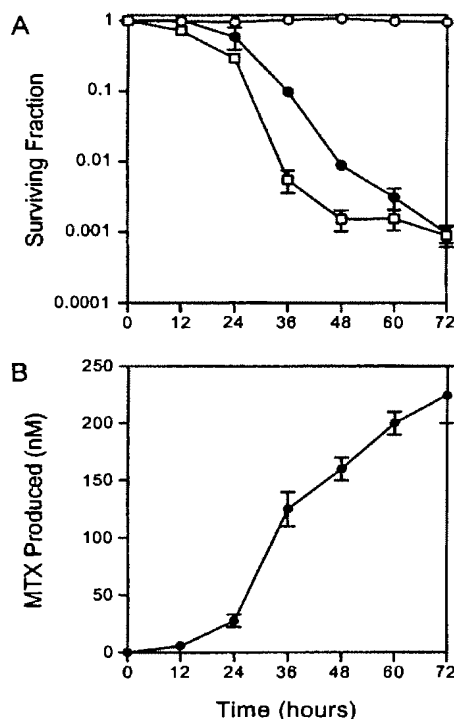 A
Surviving Fraction
1
0.1
0.01
0.001
0.0001
0 12 24 36 48 60 72
B
MTX Produced (nM)
250
200
150
100
50
0
0 12 24 36 48 60 72
Time (hours)